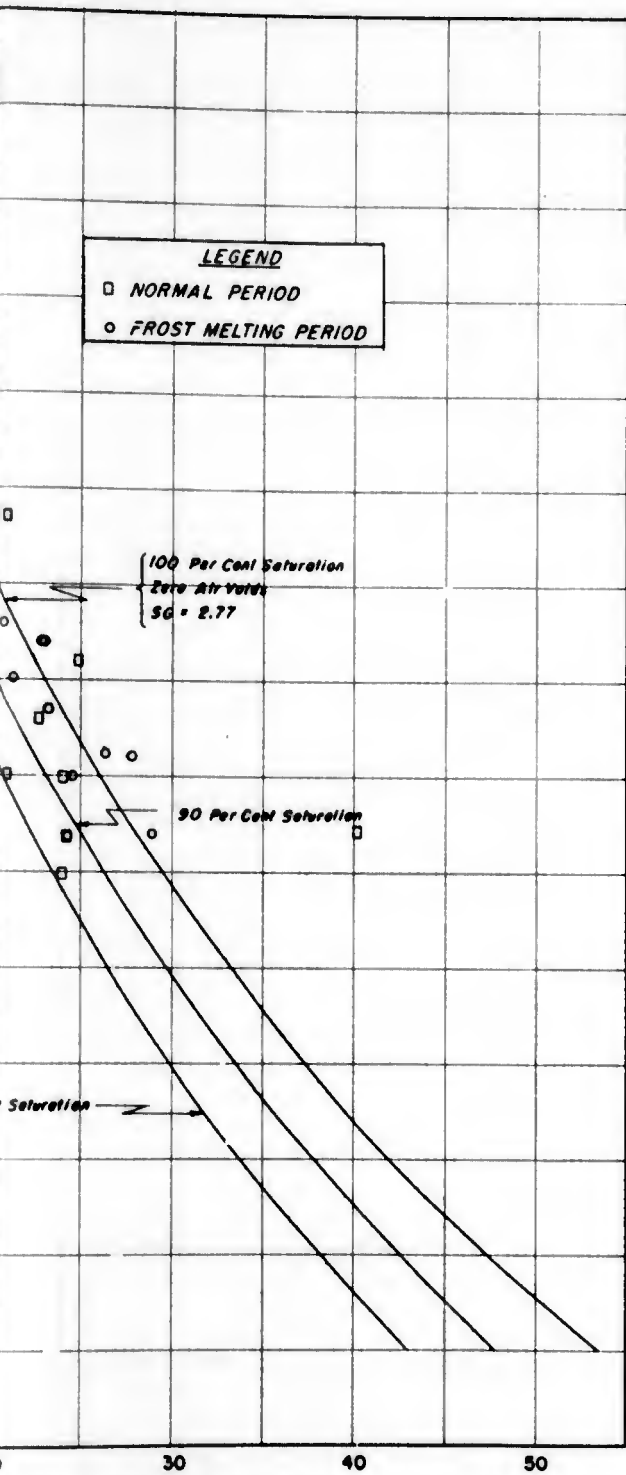 LEGEND
NORMAL PERIOD
FROST MELTING PERIOD
100 Per Cent Saturation
Zero Air Voids
SG = 2.77
90 Per Cent Saturation
Saturation
30
40
50